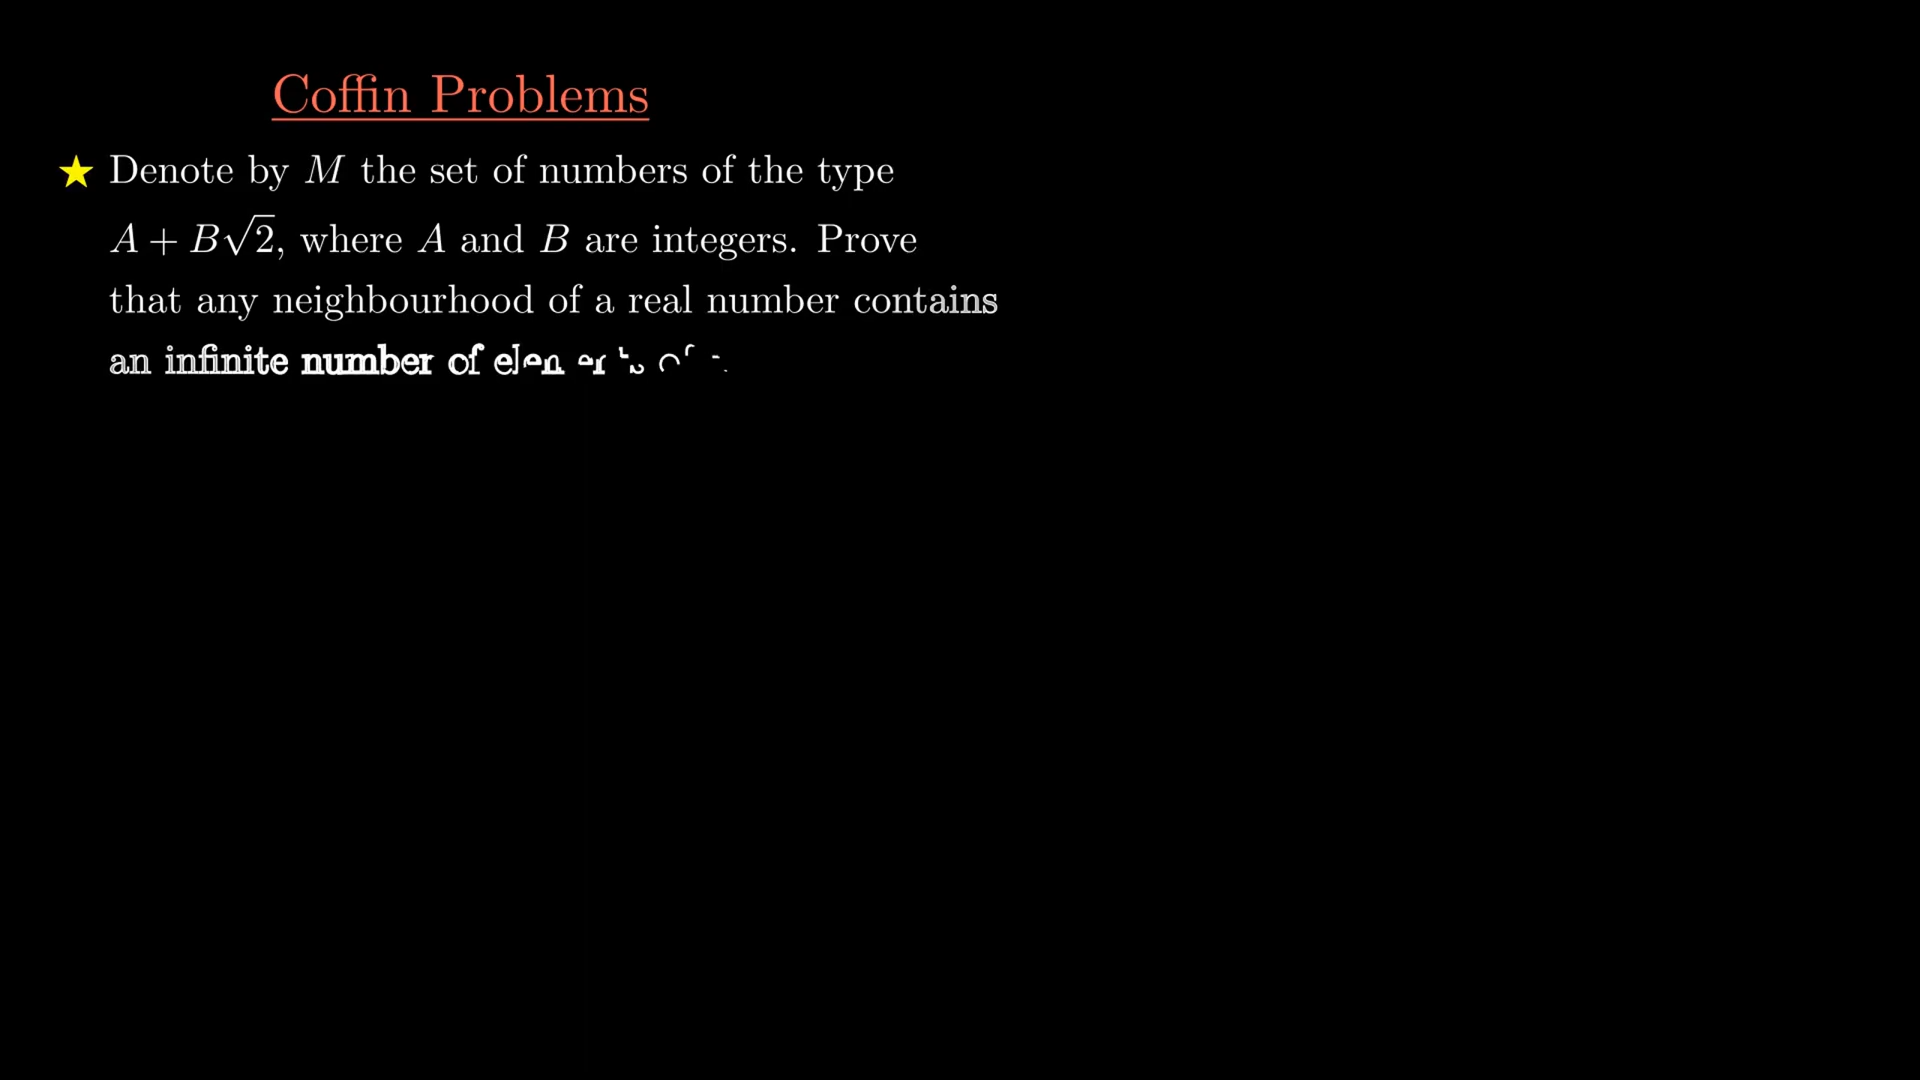 Coffin Problems
★ Denote by M the set of numbers of the type
A + B√2, where A and B are integers. Prove
that any neighbourhood of a real number contains
an infinite number of